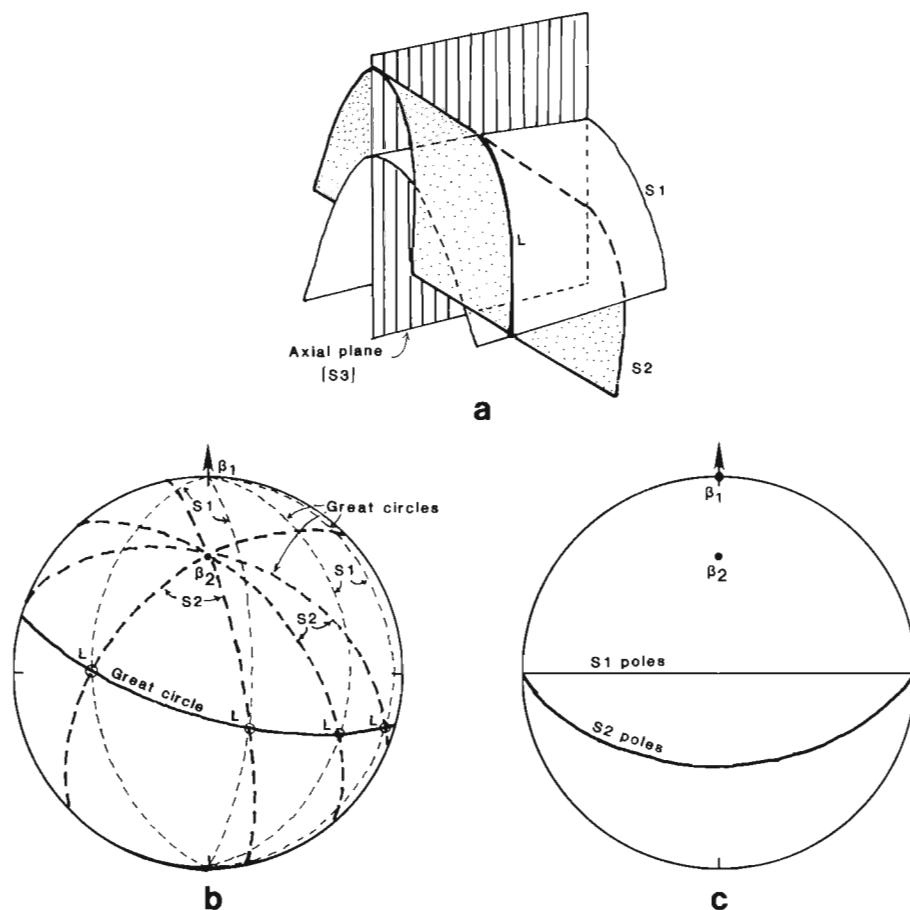 S1
L
Axial plane
[S3]
S2
a
β1
S1
Great circles
β2
S1
S2
S2
L
Great circle
L
L
L
b
β1
β2
S1 poles
S2 poles
c